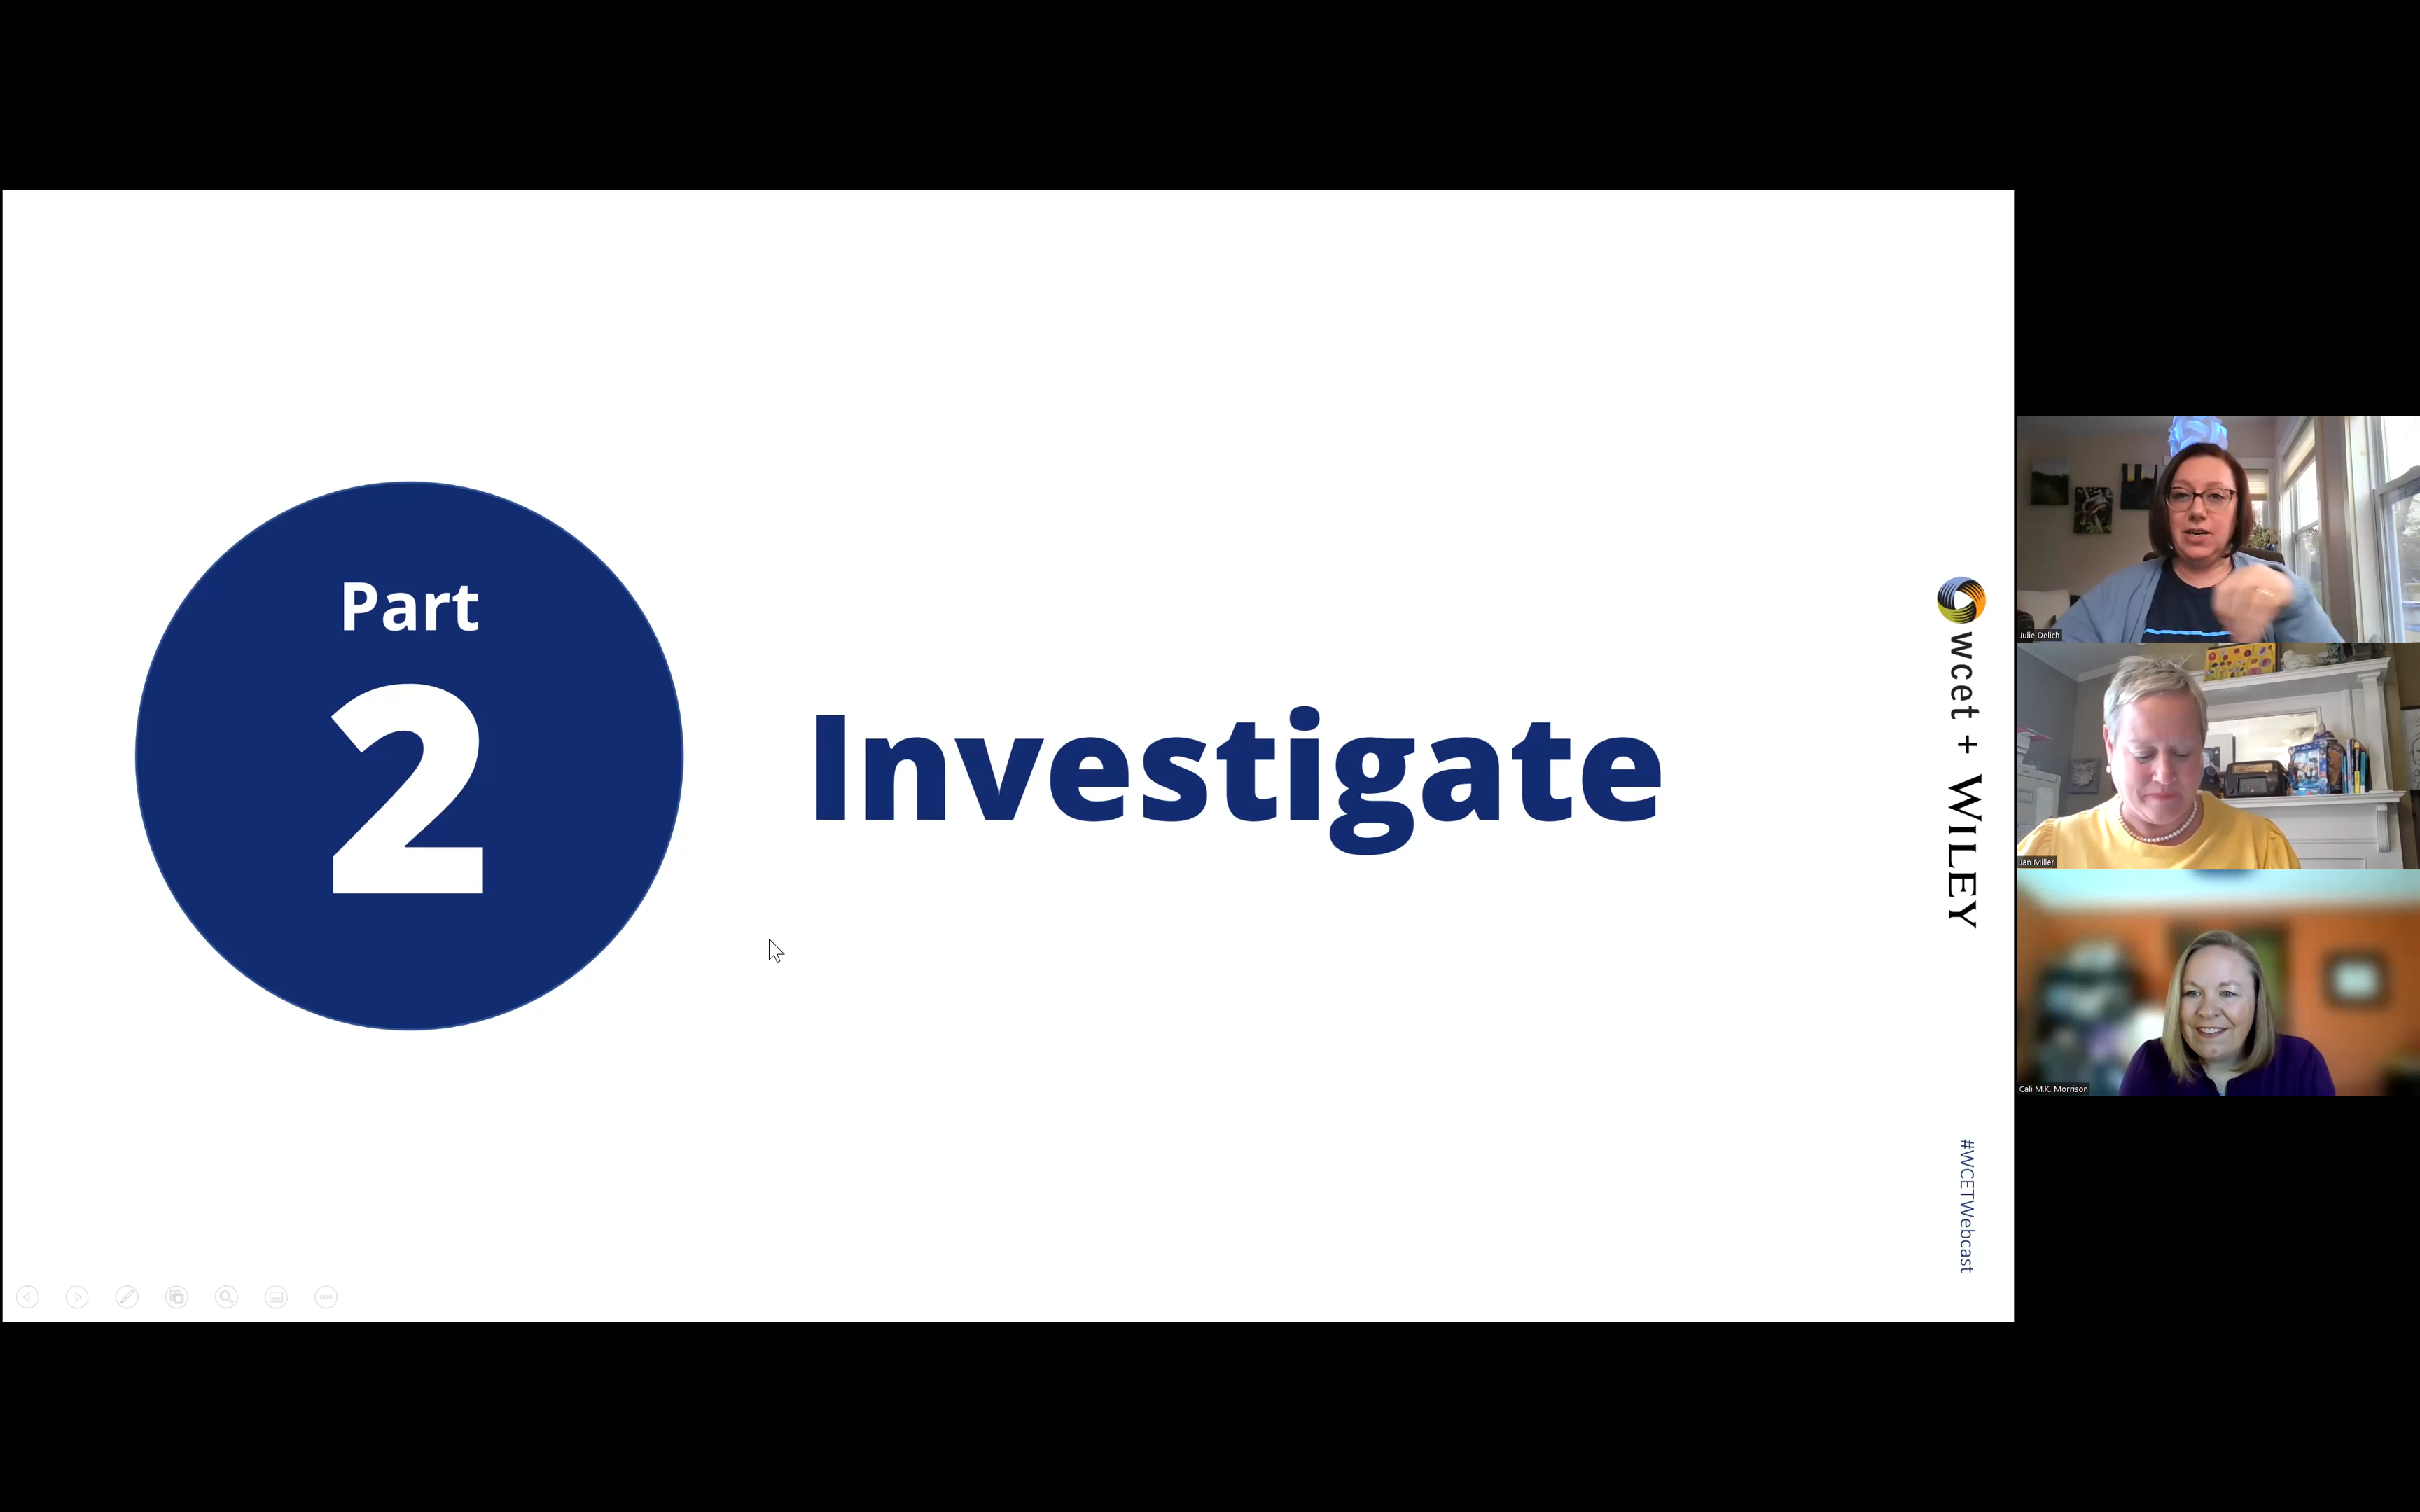 Part
2
Investigate
wcet + WILEY
#WCETWebcast
Julie Delich
Jan Miller
Cali M.K. Morrison